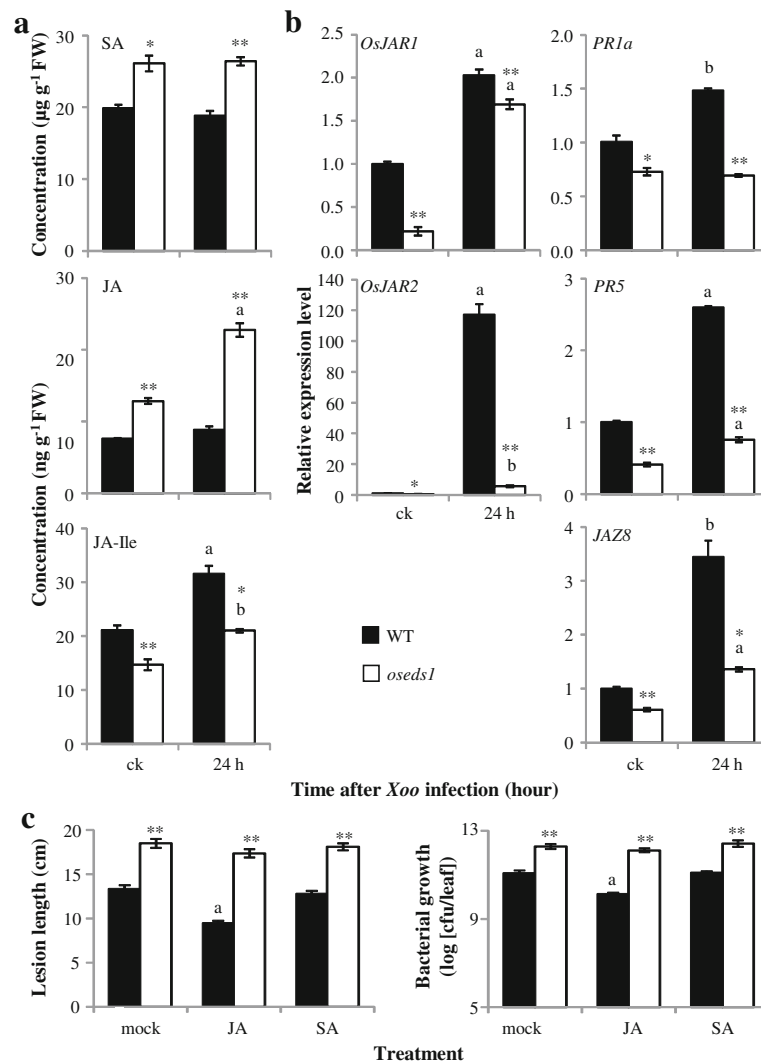 a
SA
Concentration (µg g-1 FW)
30
20
10
0
*
**
JA
Concentration (ng g-1 FW)
30
20
10
0
**
**
a
JA-Ile
40
30
20
10
0
**
a
*
b
ck
24 h
b
OsJAR1
Relative expression level
2.5
2.0
1.5
1.0
0.5
0.0
**
a
**
a
PR1a
2.0
1.5
1.0
0.5
0.0
*
b
**
OsJAR2
120
100
80
60
40
20
0
*
a
**
b
ck
24 h
PR5
3
2
1
0
**
a
**
a
JAZ8
4
3
2
1
0
**
b
*
a
ck
24 h
WT
oseds1
Time after Xoo infection (hour)
c
Lesion length (cm)
20
15
10
5
0
**
a
**
**
mock
JA
SA
Bacterial growth
(log [cfu/leaf])
13
9
5
**
a
**
**
mock
JA
SA
Treatment